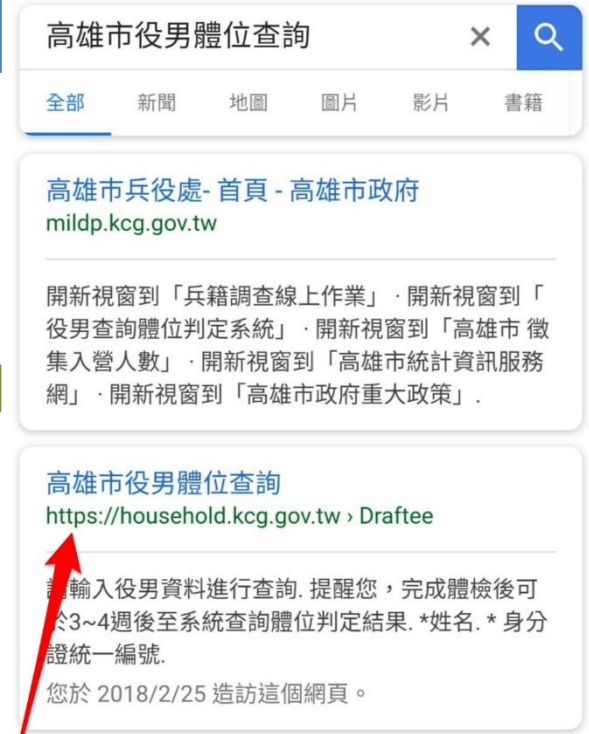 高雄市役男體位查詢
全部 新聞 地圖 圖片 影片 書籍
高雄市兵役處- 首頁 - 高雄市政府
mildp.kcg.gov.tw
開新視窗到「兵籍調查線上作業」 · 開新視窗到「
役男查詢體位判定系統」 · 開新視窗到「高雄市 徵
集入營人數」 · 開新視窗到「高雄市統計資訊服務
網」 · 開新視窗到「高雄市政府重大政策」.
高雄市役男體位查詢
https://household.kcg.gov.tw › Draftee
輸入役男資料進行查詢. 提醒您，完成體檢後可
於3~4週後至系統查詢體位判定結果. *姓名. * 身分
證統一編號.
您於 2018/2/25 造訪這個網頁。